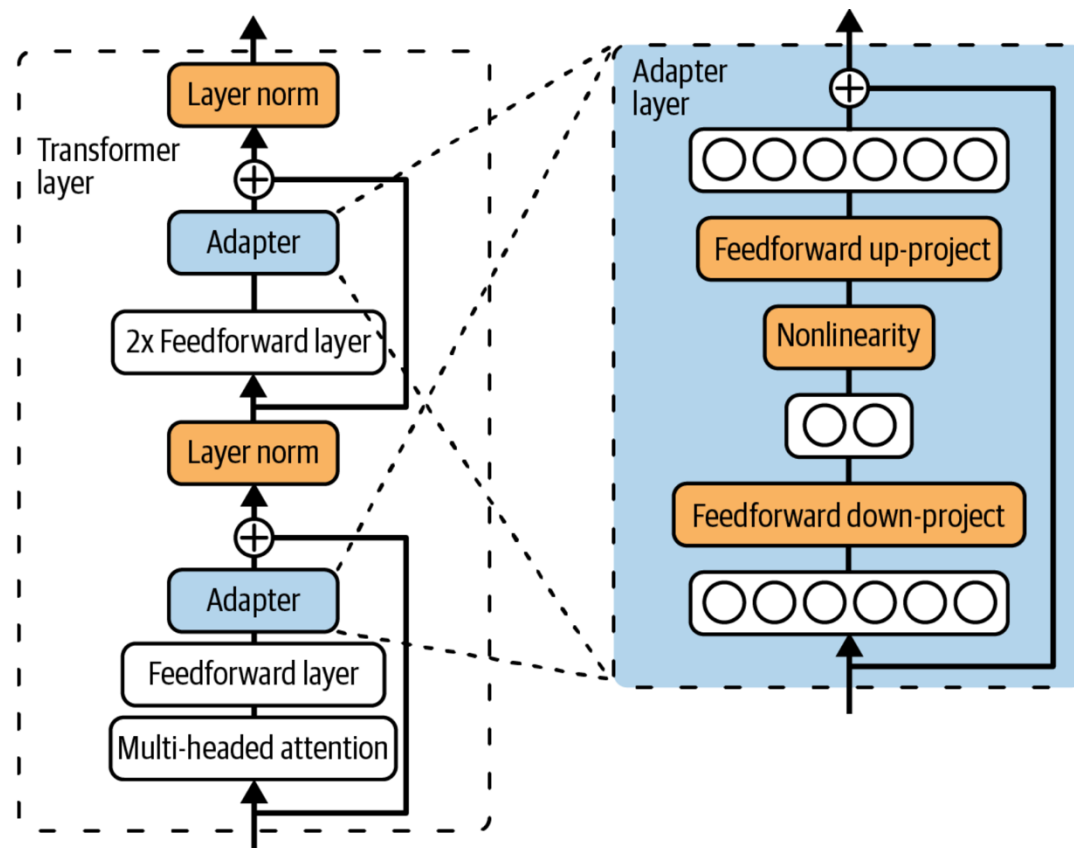 Layer norm
Transformer
layer
Adapter
2x Feedforward layer
Layer norm
Adapter
Feedforward layer
Multi-headed attention
Adapter
layer
Feedforward up-project
Nonlinearity
Feedforward down-project